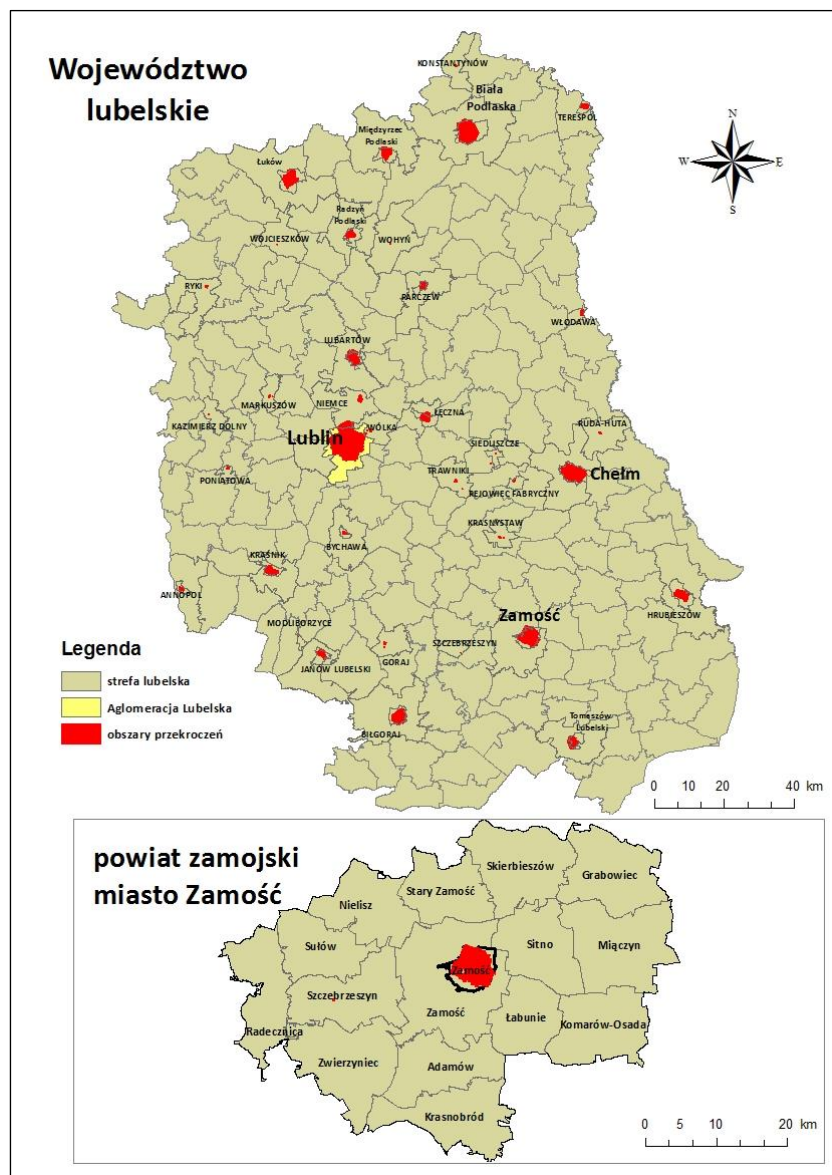 Województwo
lubelskie
KONSTANTYNÓW
Biała
Podlaska
TERESPOL
N
W E
S
Międzyrzec
Podlaski
Łuków
Radzyń
Podlaski
WOJCIESZKÓW
WOHYŃ
RYKI
PARCZEW
WŁODAWA
LUBARTÓW
MARKUSZÓW
NIEMCE
KAZIMIERZ DOLNY
ŁĘCZNA
RUDA-HUTA
Lublin
WÓLKA
SIEDLISZCZE
PONIATOWA
TRAWNIKI
Chełm
REJOWIEC FABRYCZNY
KRASNYSTAW
BYCHAWA
KRAŚNIK
ANNOPOL
Zamość
HRUBIESZÓW
MODLIBORZYCE
SZCZEBRZESZYN
JANÓW LUBELSKI
GORAJ
Tomaszów
Lubelski
BIŁGORAJ
Legenda
strefa lubelska
Aglomeracja Lubelska
obszary przekroczeń
0 10 20 40 km
powiat zamojski
miasto Zamość
Skierbieszów
Grabowiec
Stary Zamość
Nielisz
Sułów
Sitno
Miączyn
Zamość
Szczebrzeszyn
Zamość
Łabunie
Komarów-Osada
Radecznica
Zwierzyniec
Adamów
Krasnobród
0 5 10 20 km